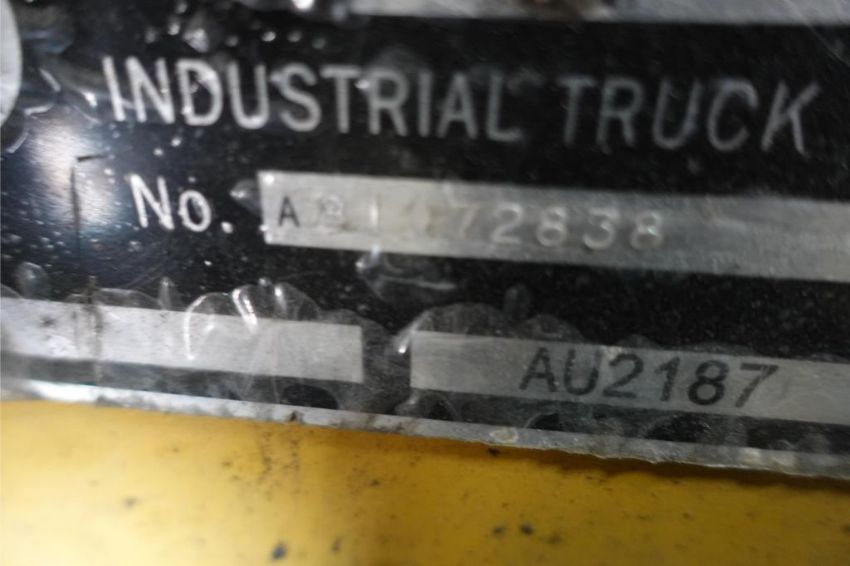 INDUSTRIAL TRUCK
No.
AU2187